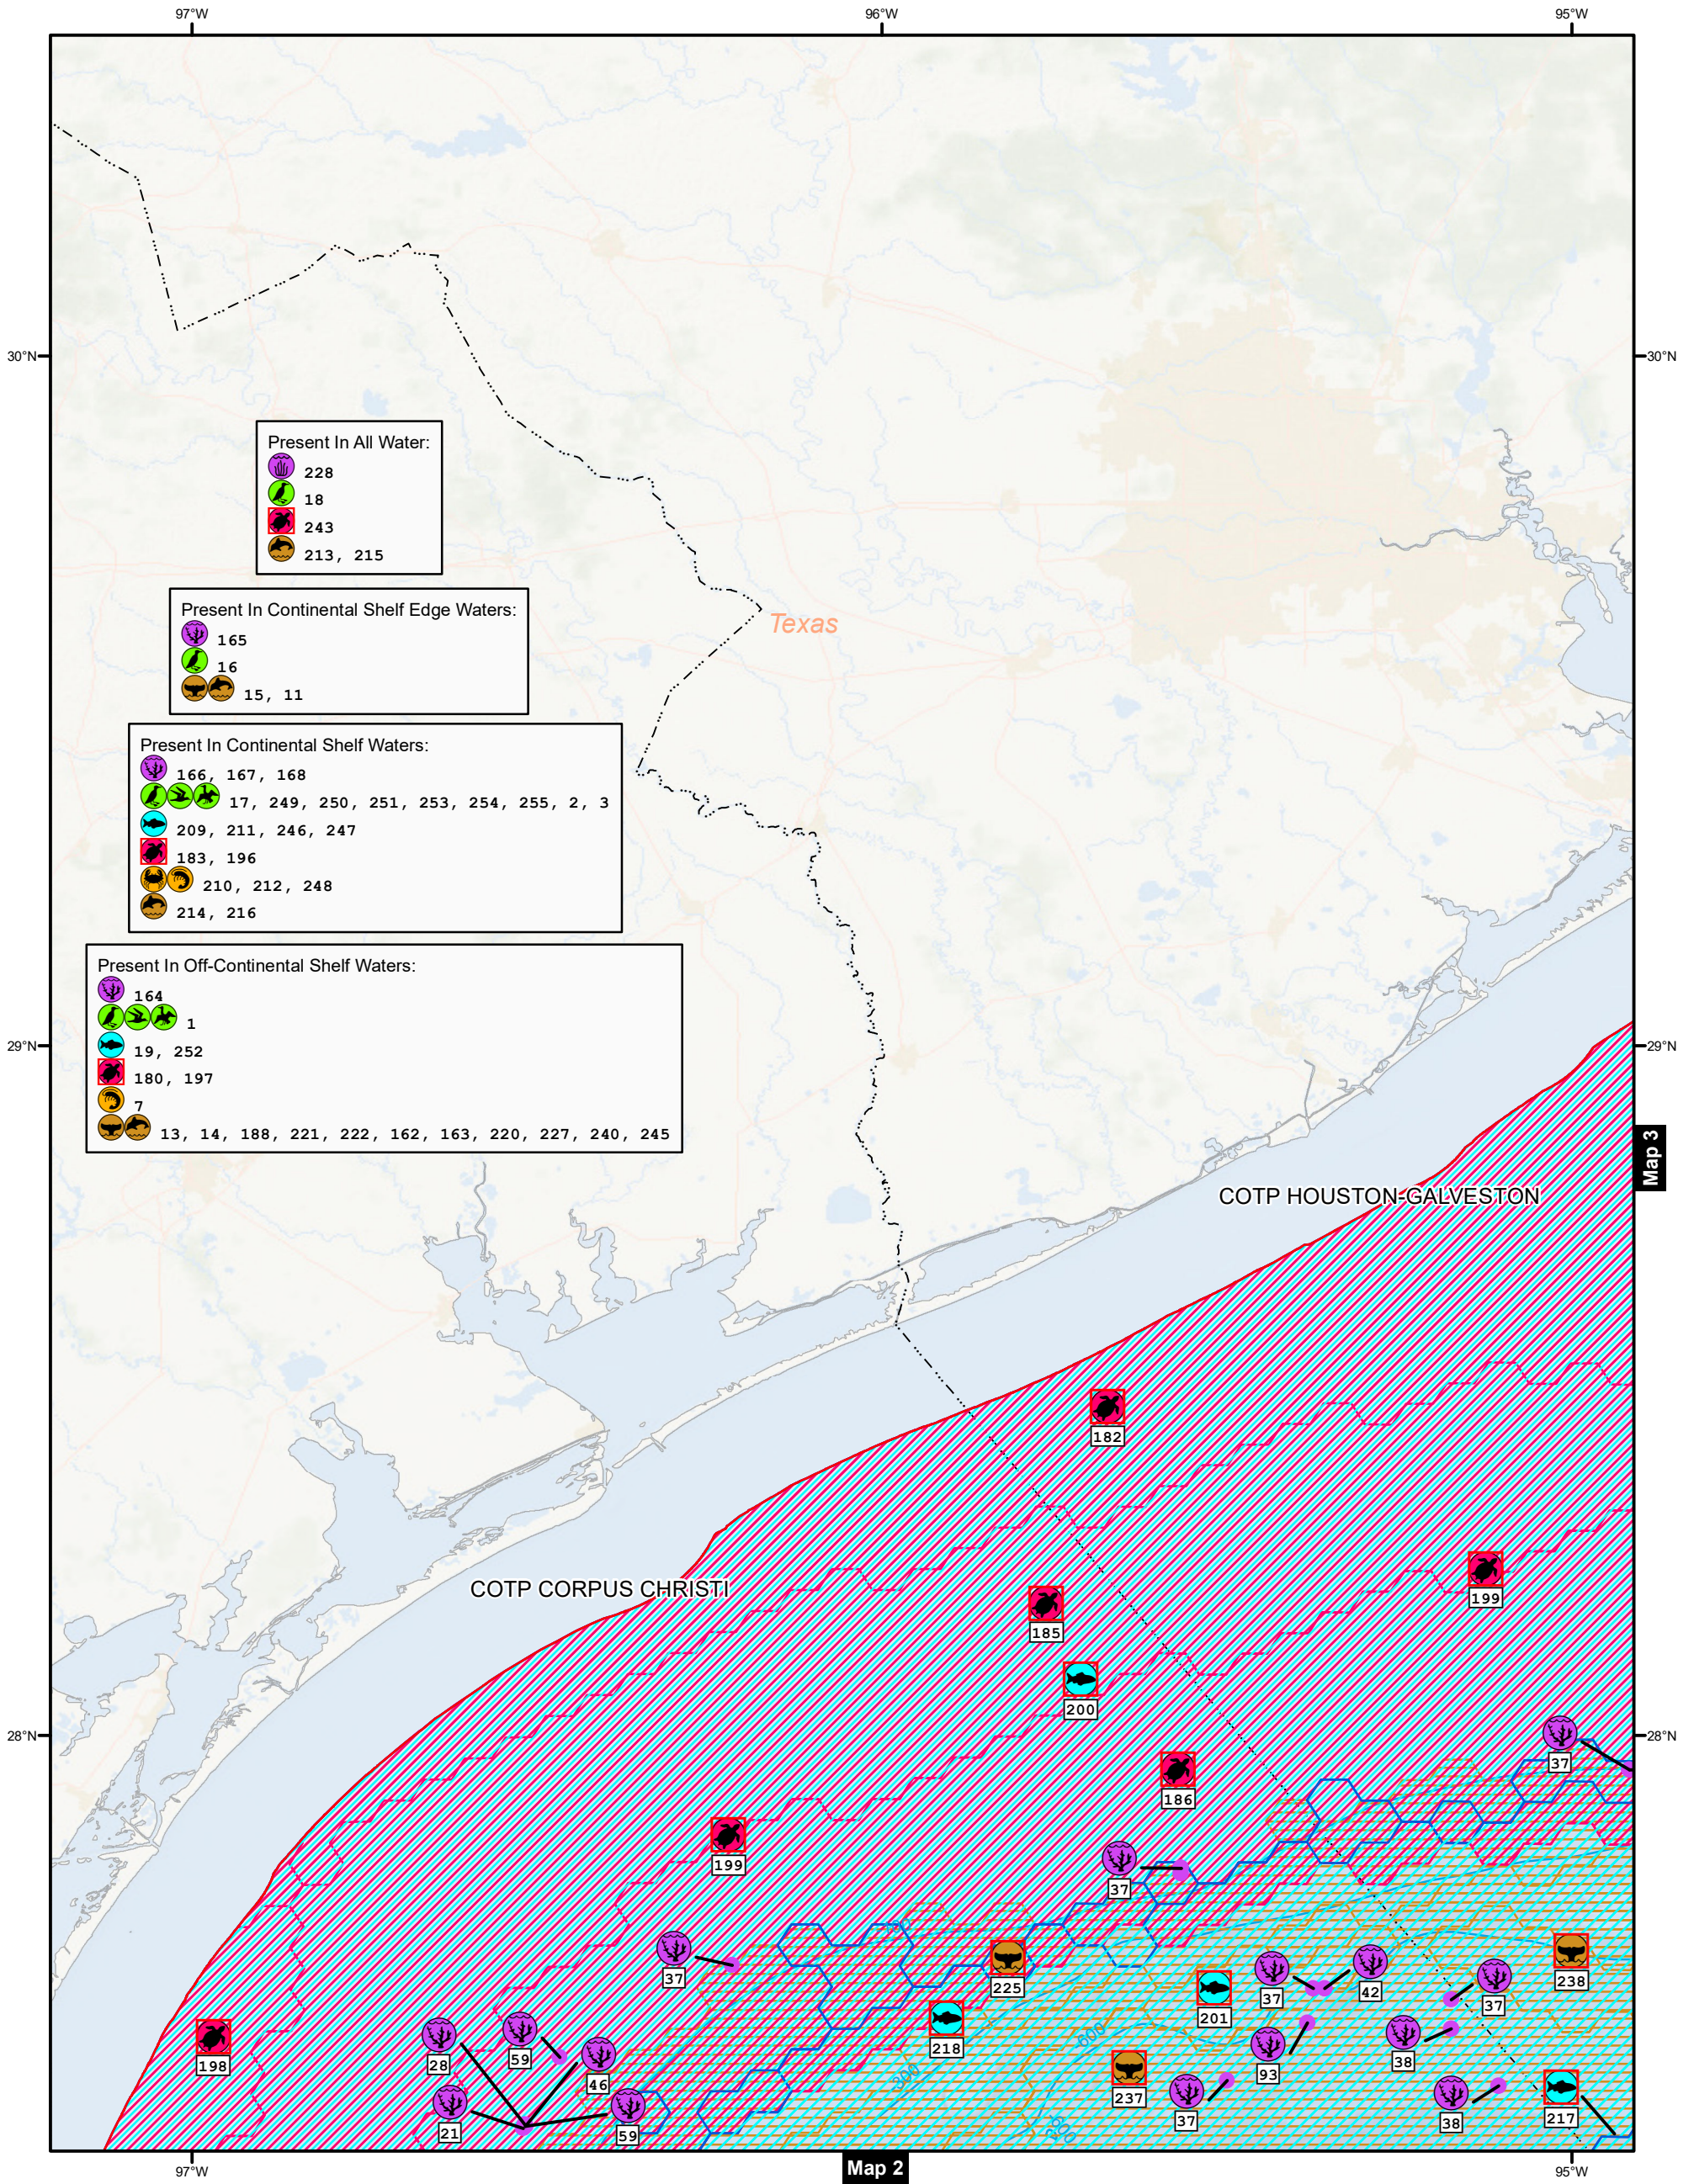 97°W 96°W 95°W
30°N 30°N
Present In All Water:
228
18
243
213, 215
Present In Continental Shelf Edge Waters:
165
16
15, 11
Texas
Present In Continental Shelf Waters:
166, 167, 168
17, 249, 250, 251, 253, 254, 255, 2, 3
209, 211, 246, 247
183, 196
210, 212, 248
214, 216
Present In Off-Continental Shelf Waters:
164
1
19, 252
180, 197
7
13, 14, 188, 221, 222, 162, 163, 220, 227, 240, 245
29°N 29°N
Map 3
COTP HOUSTON-GALVESTON
182
COTP CORPUS CHRISTI
199
185
200
28°N 28°N
37
186
199
37
37
225
238
37
42
37
201
218
198
28
59
46
600
300
237
37
93
38
38
217
21
59
600
97°W 95°W
Map 2